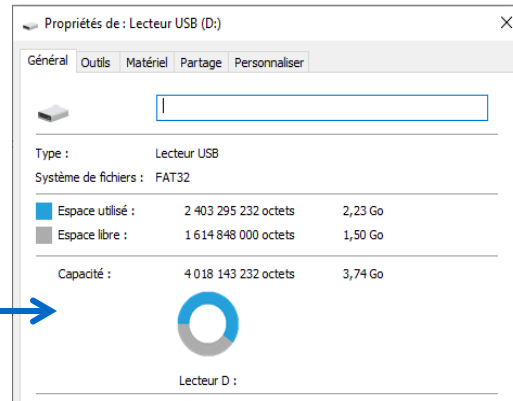 Propriétés de : Lecteur USB (D:)
Général Outils Matériel Partage Personnaliser
Type : Lecteur USB
Système de fichiers : FAT32
Espace utilisé : 2 403 295 232 octets 2,23 Go
Espace libre : 1 614 848 000 octets 1,50 Go
Capacité : 4 018 143 232 octets 3,74 Go
Lecteur D :